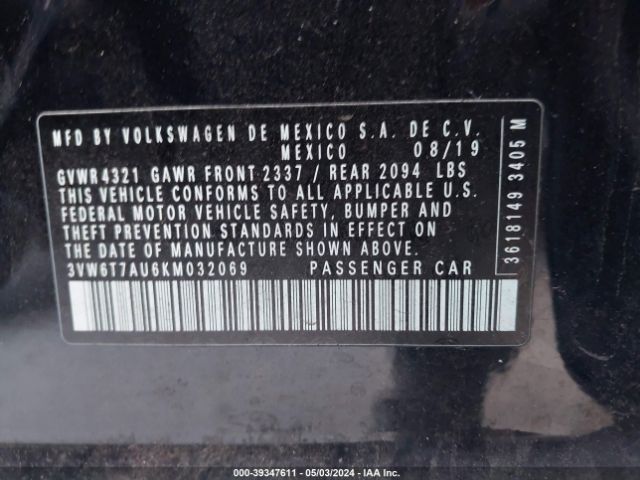 MFD BY VOLKSWAGEN DE MEXICO S.A. DE C.V.
MEXICO 08/19
GVWR 4321 GAWR FRONT 2337 / REAR 2094 LBS
THIS VEHICLE CONFORMS TO ALL APPLICABLE U.S.
FEDERAL MOTOR VEHICLE SAFETY, BUMPER AND
THEFT PREVENTION STANDARDS IN EFFECT ON
THE DATE OF MANUFACTURE SHOWN ABOVE.
3VW6T7AU6KM032069 PASSENGER CAR
3618149 3405 M
000-39347611 - 05/03/2024 - IAA Inc.